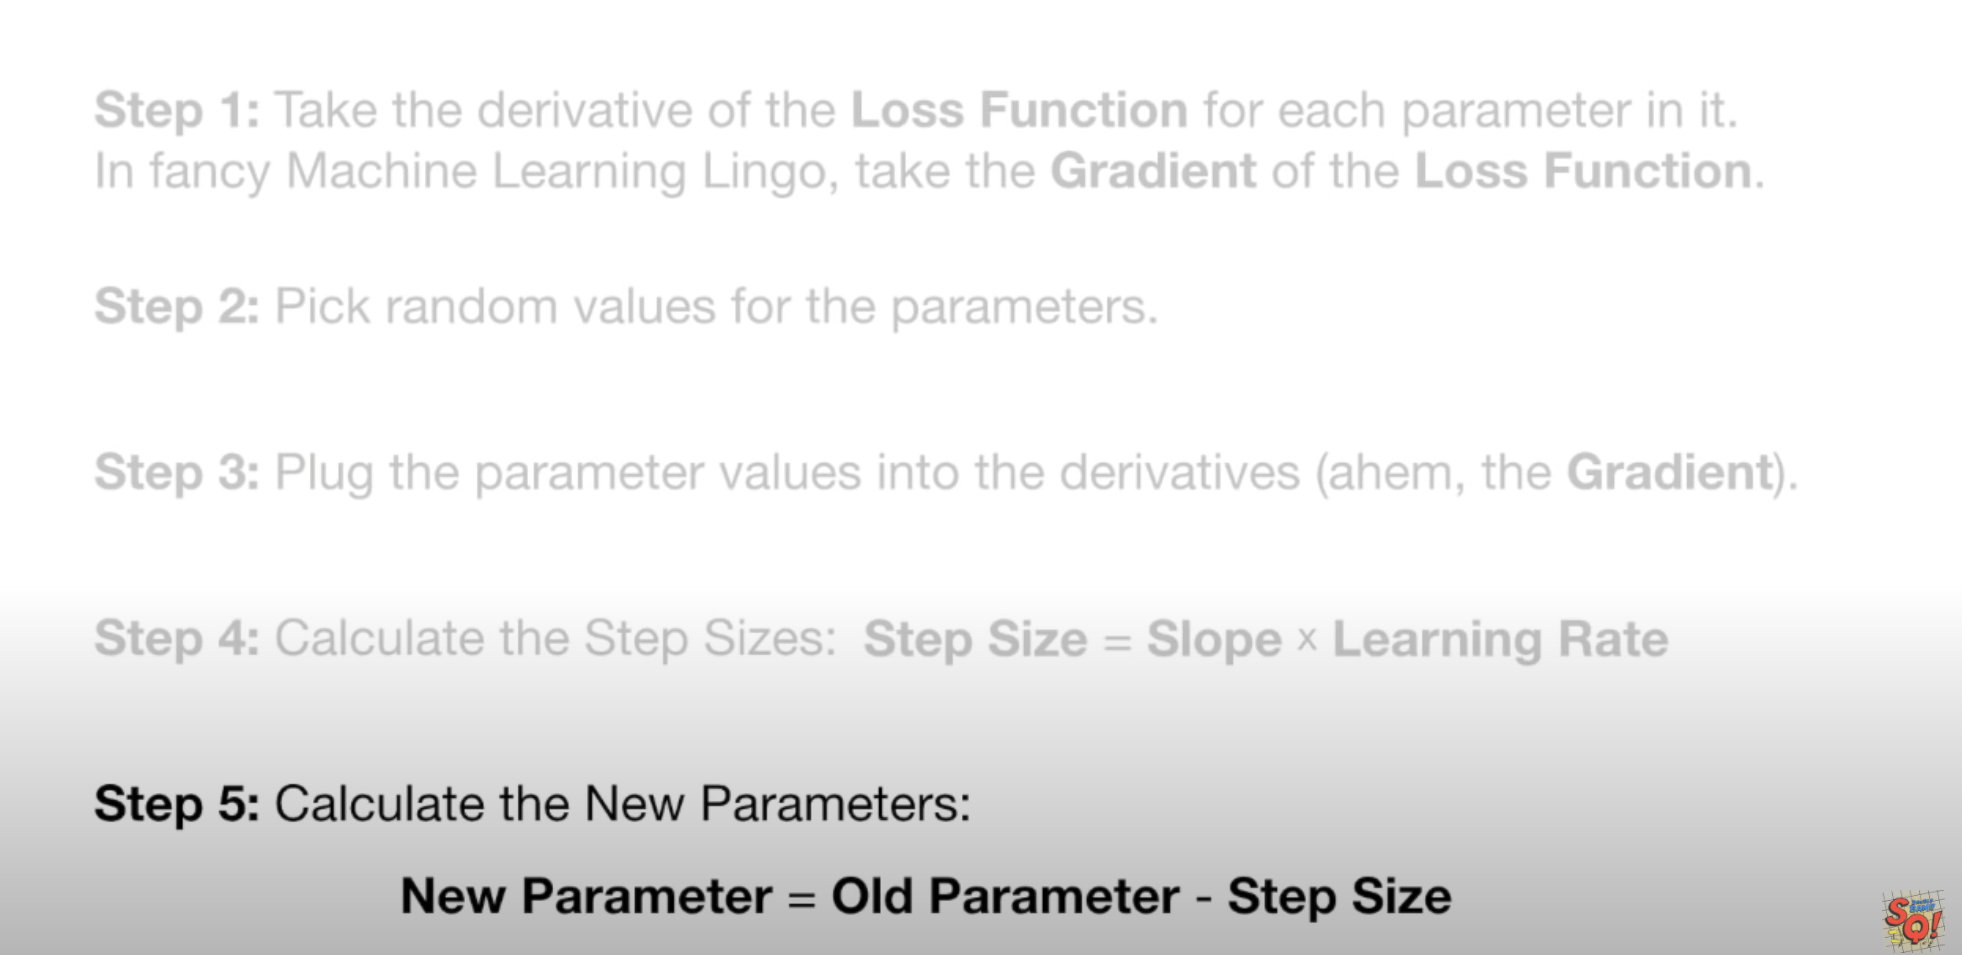 Step 1: Take the derivative of the Loss Function for each parameter in it.
In fancy Machine Learning Lingo, take the Gradient of the Loss Function.
Step 2: Pick random values for the parameters.
Step 3: Plug the parameter values into the derivatives (ahem, the Gradient).
Step 4: Calculate the Step Sizes: Step Size = Slope × Learning Rate
Step 5: Calculate the New Parameters:
New Parameter = Old Parameter - Step Size
SQ!